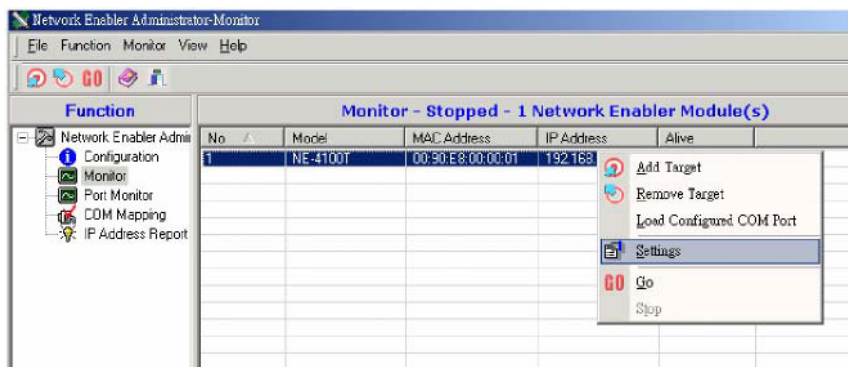 Network Enabler Administrator-Monitor
File Function Monitor View Help
GO
Function
Monitor - Stopped - 1 Network Enabler Module(s)
Network Enabler Admi
Configuration
Monitor
Port Monitor
COM Mapping
IP Address Report
No Model MAC Address IP Address Alive
1 NE-4100T 00:90:E8:00:00:01 192.168.
Add Target
Remove Target
Load Configured COM Port
Settings
GO Go
Stop